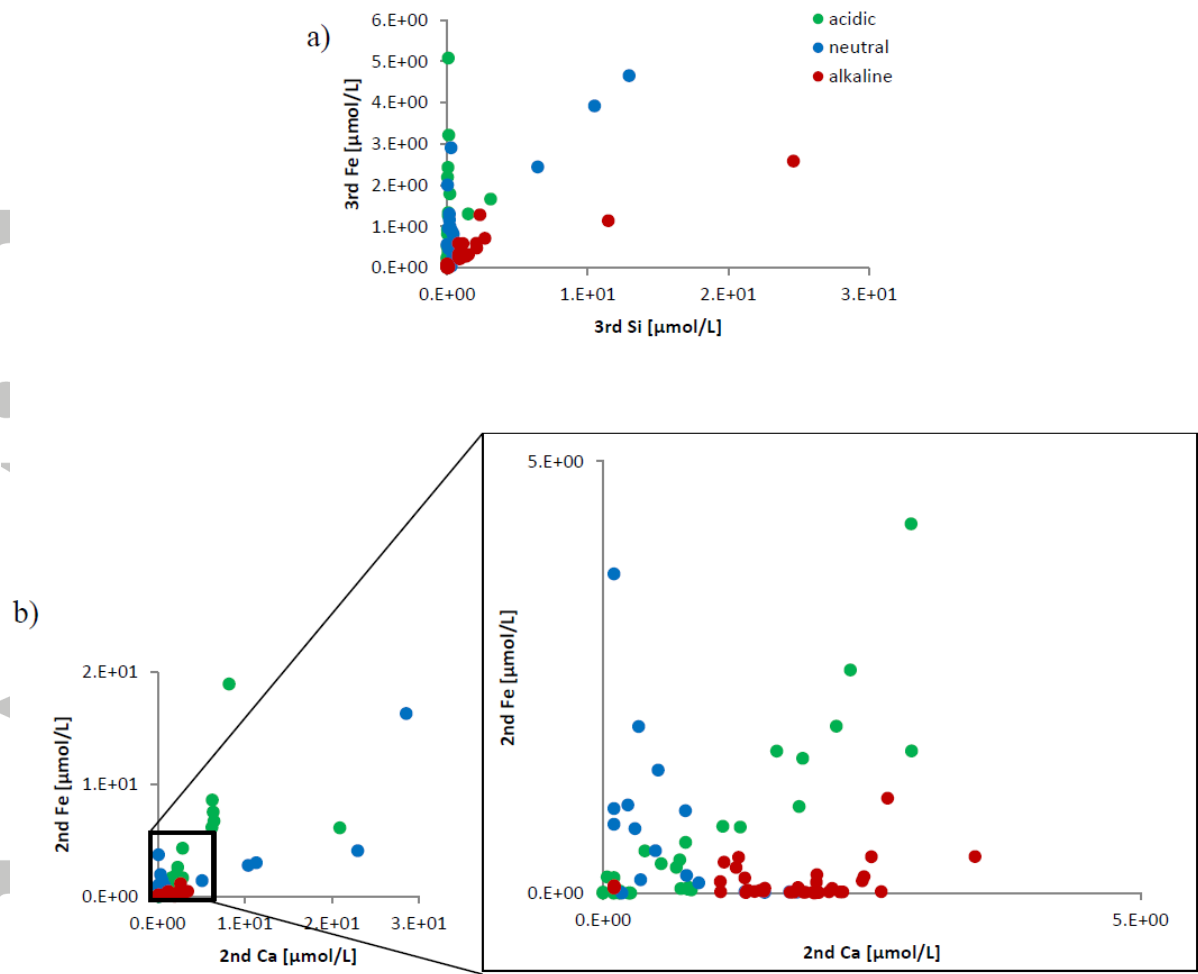 a)
acidic
neutral
alkaline
3rd Fe [µmol/L]
6.E+00
5.E+00
4.E+00
3.E+00
2.E+00
1.E+00
0.E+00
0.E+00 1.E+01 2.E+01 3.E+01
3rd Si [µmol/L]
b)
2nd Fe [µmol/L]
2.E+01
1.E+01
0.E+00
0.E+00 1.E+01 2.E+01 3.E+01
2nd Ca [µmol/L]
2nd Fe [µmol/L]
5.E+00
0.E+00
0.E+00 5.E+00
2nd Ca [µmol/L]